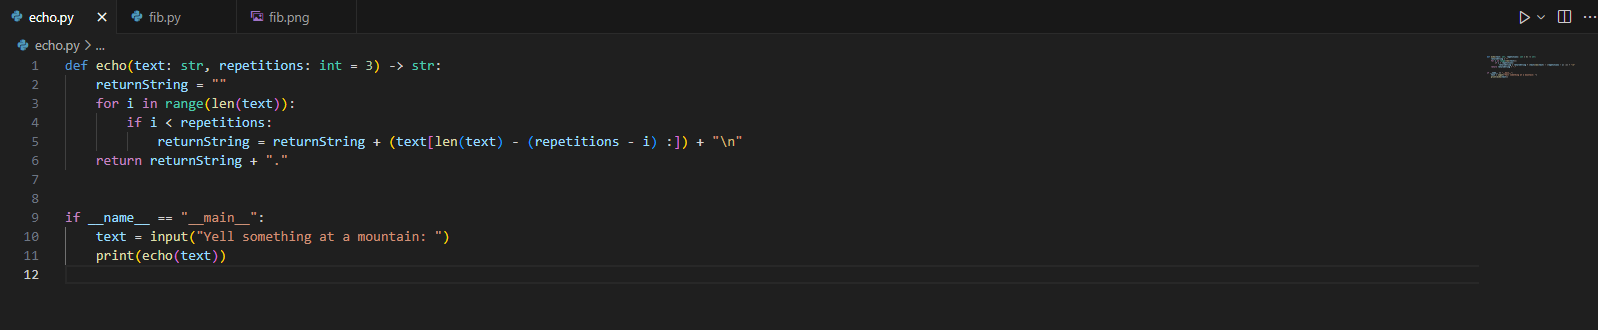 echo.py fib.py fib.png
echo.py > ...
1 def echo(text: str, repetitions: int = 3) -> str:
2     returnString = ""
3     for i in range(len(text)):
4         if i < repetitions:
5             returnString = returnString + (text[len(text) - (repetitions - i) :]) + "\n"
6     return returnString + "."
7
8
9 if __name__ == "__main__":
10     text = input("Yell something at a mountain: ")
11     print(echo(text))
12